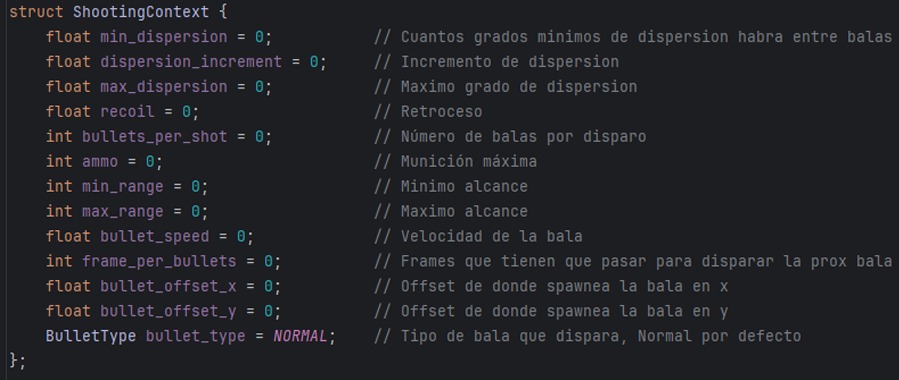 struct ShootingContext {
    float min_dispersion = 0;           // Cuantos grados minimos de dispersion habra entre balas
    float dispersion_increment = 0;     // Incremento de dispersion
    float max_dispersion = 0;           // Maximo grado de dispersion
    float recoil = 0;                   // Retroceso
    int bullets_per_shot = 0;           // Número de balas por disparo
    int ammo = 0;                       // Munición máxima
    int min_range = 0;                  // Minimo alcance
    int max_range = 0;                  // Maximo alcance
    float bullet_speed = 0;             // Velocidad de la bala
    int frame_per_bullets = 0;          // Frames que tienen que pasar para disparar la prox bala
    float bullet_offset_x = 0;          // Offset de donde spawnea la bala en x
    float bullet_offset_y = 0;          // Offset de donde spawnea la bala en y
    BulletType bullet_type = NORMAL;    // Tipo de bala que dispara, Normal por defecto
};